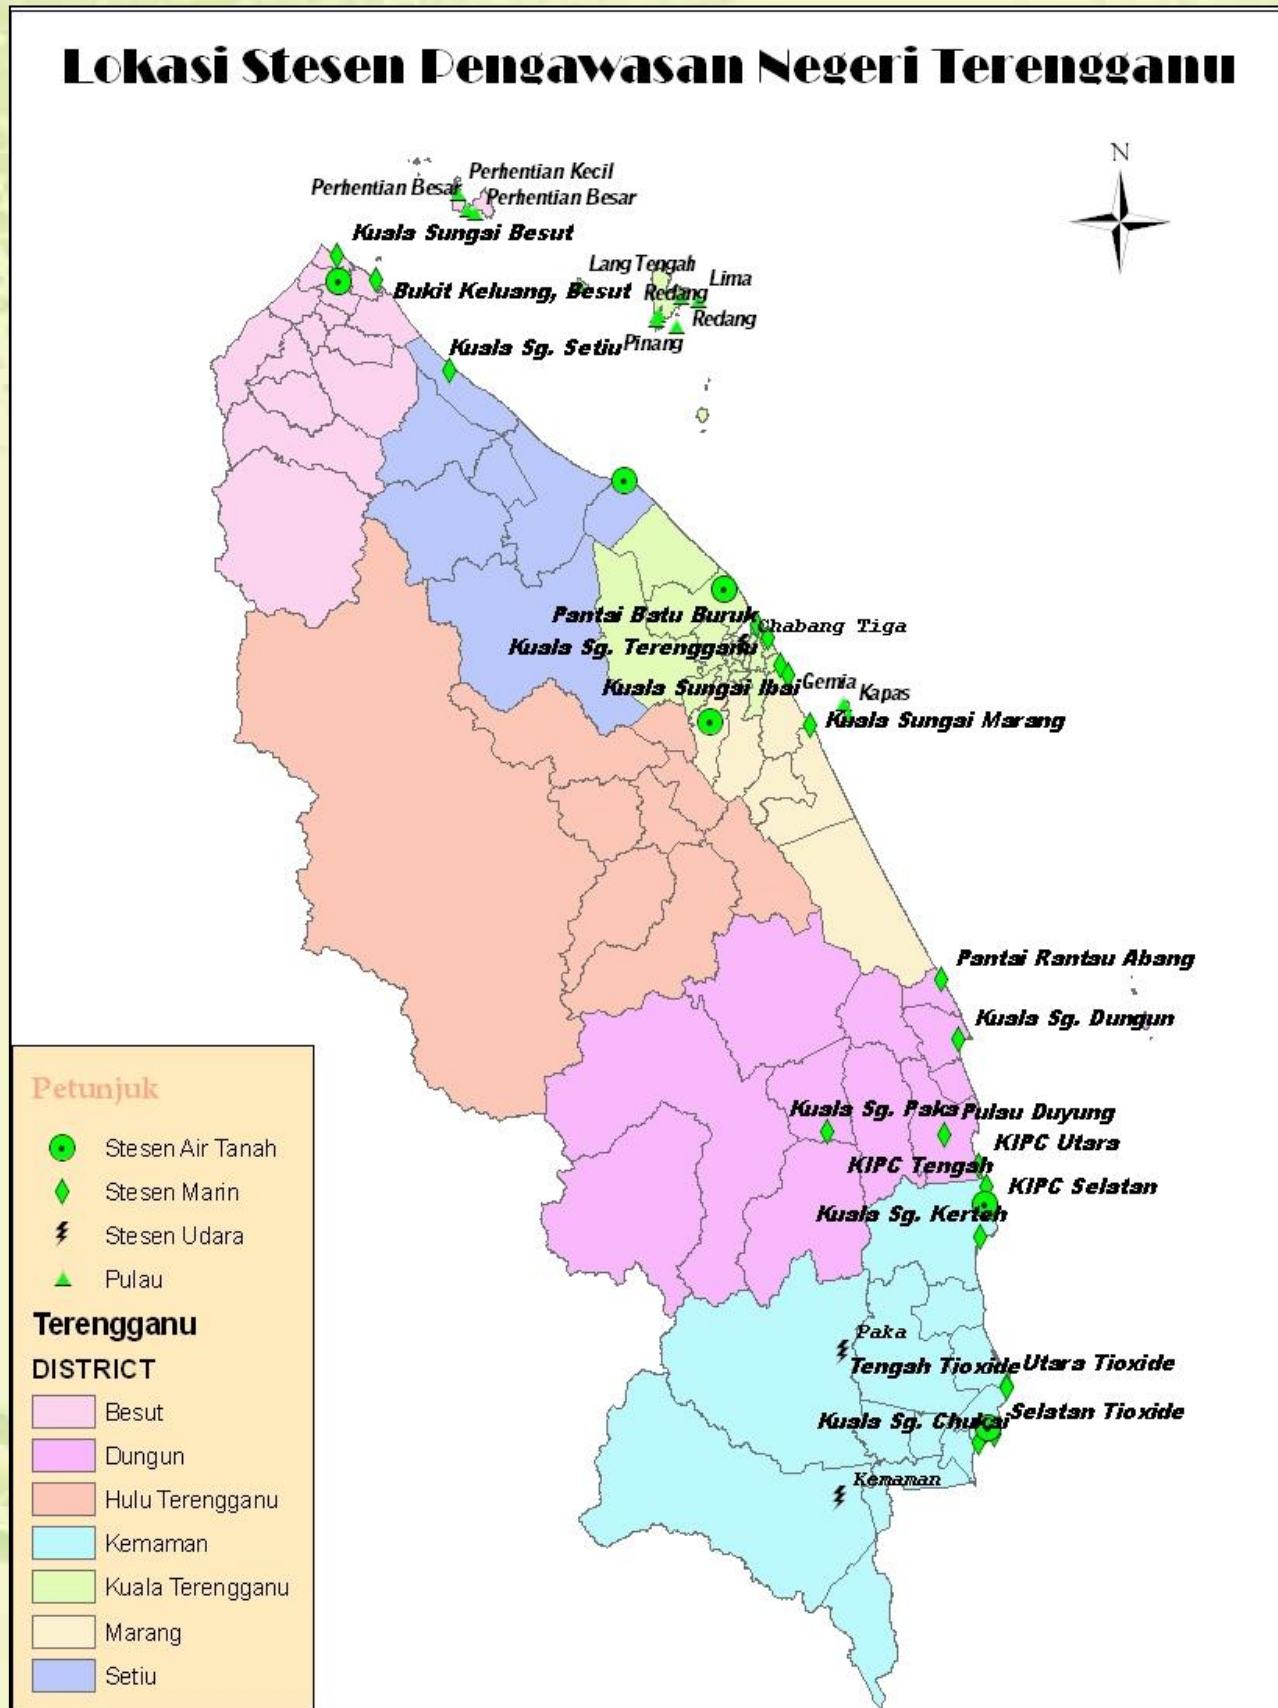 Lokasi Stesen Pengawasan Negeri Terengganu
N
Perhentian Kecil
Perhentian Besar
Perhentian Besar
Kuala Sungai Besut
Lang Tengah
Lima
Bukit Keluang, Besut
Redang
Redang
Kuala Sg. Setiu
Pinang
Pantai Batu Buruk
Chabang Tiga
Kuala Sg. Terengganu
Kuala Sungai Ibai
Gemia
Kapas
Kuala Sungai Marang
Pantai Rantau Abang
Kuala Sg. Dungun
Kuala Sg. Paka
Pulau Duyung
KIPC Utara
KIPC Tengah
KIPC Selatan
Kuala Sg. Kerteh
Paka
Tengah Tioxide
Utara Tioxide
Kuala Sg. Chukai
Selatan Tioxide
Kemaman
Petunjuk
Stesen Air Tanah
Stesen Marin
Stesen Udara
Pulau
Terengganu
DISTRICT
Besut
Dungun
Hulu Terengganu
Kemaman
Kuala Terengganu
Marang
Setiu